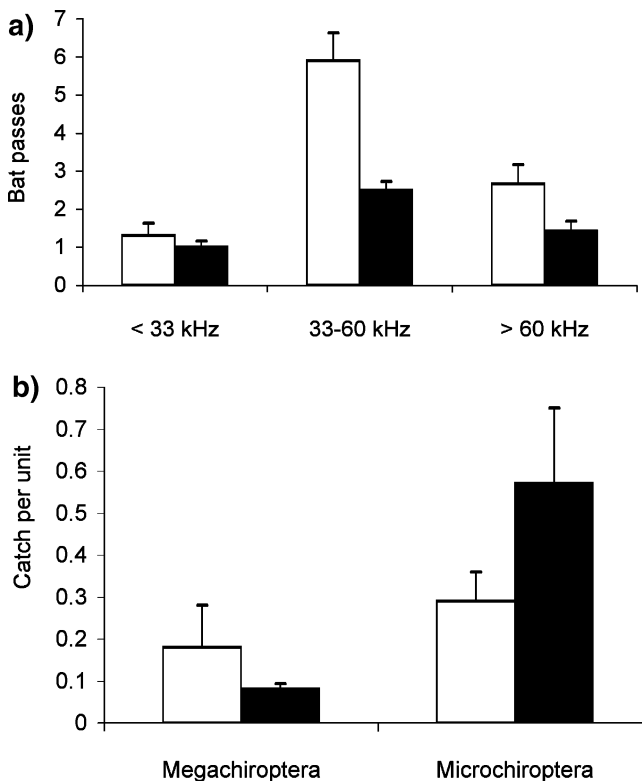 a)
Bat passes
7
6
5
4
3
2
1
0
< 33 kHz 33-60 kHz > 60 kHz
b)
Catch per unit
0.8
0.7
0.6
0.5
0.4
0.3
0.2
0.1
0
Megachiroptera Microchiroptera